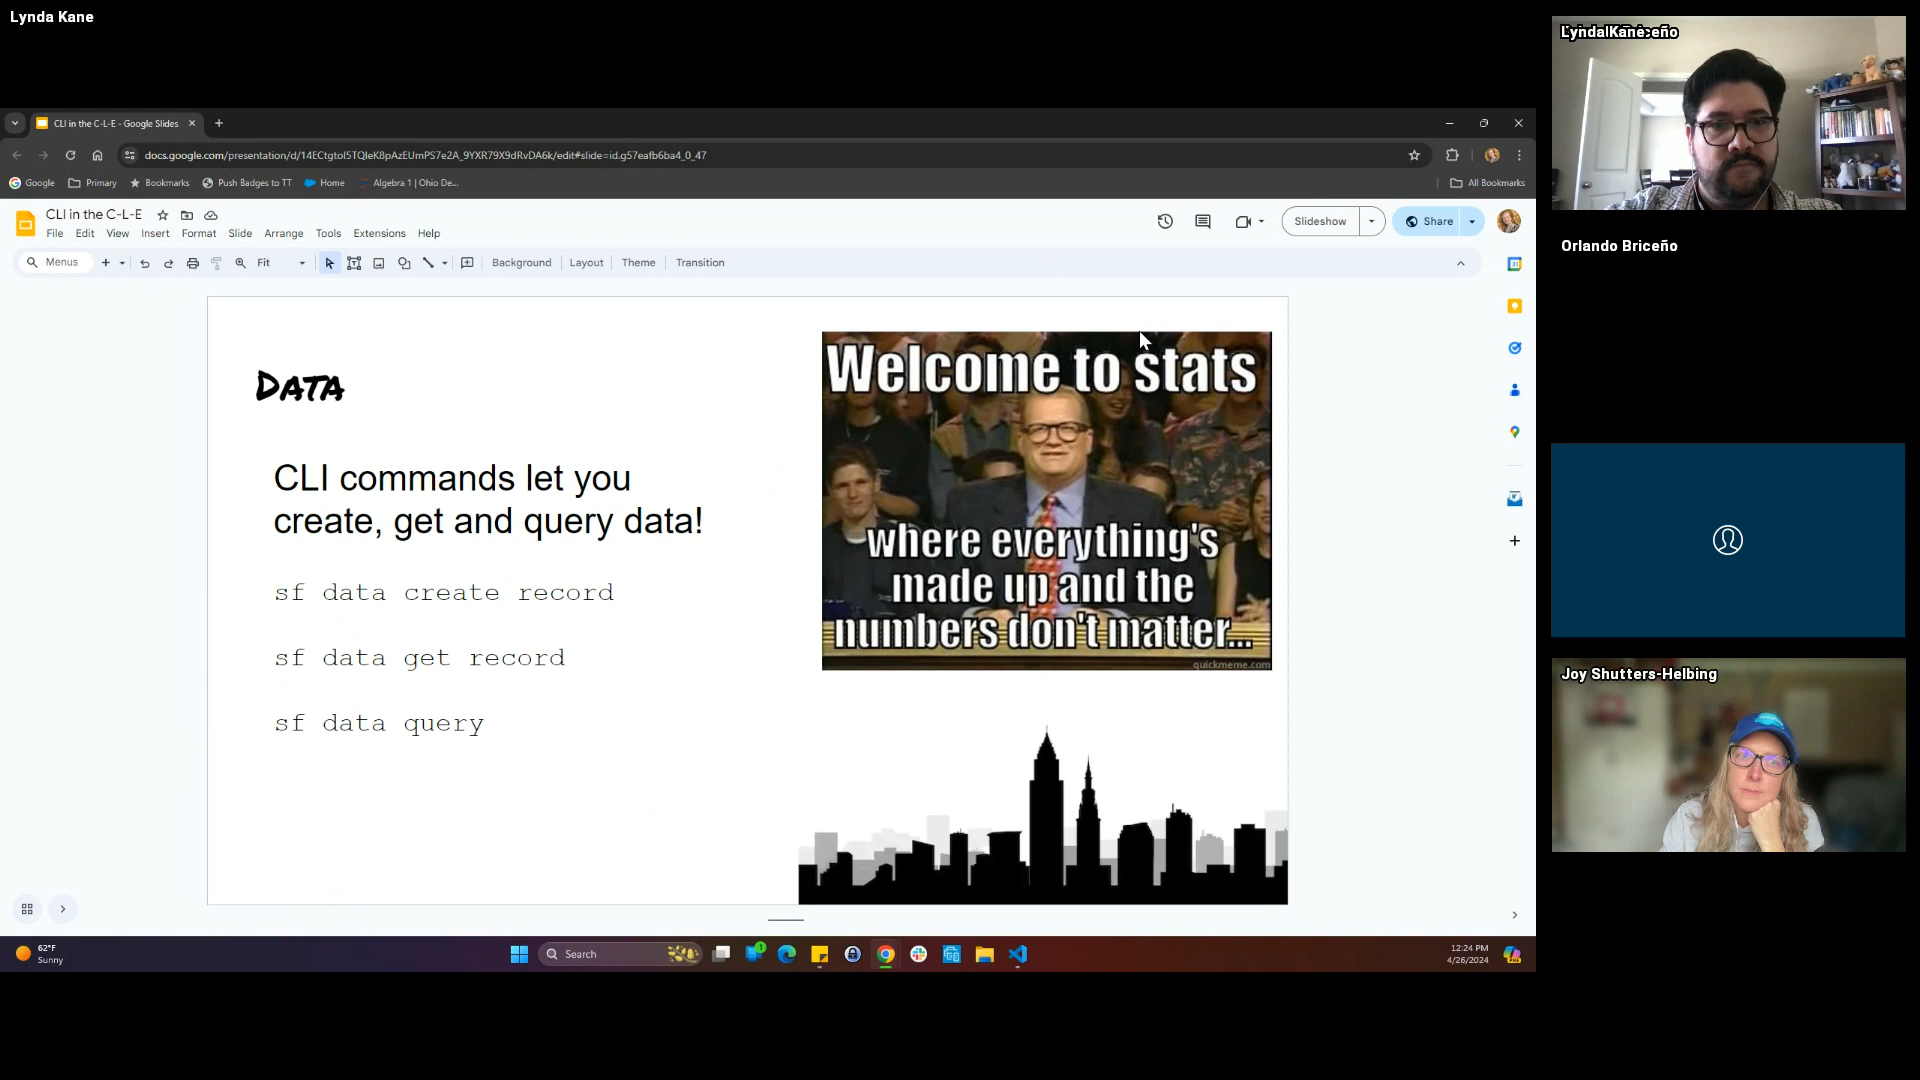 Lynda Kane
CLI in the C-L-E - Google Slides
docs.google.com/presentation/d/14ECtgtoI5TQIeK8pAzEUmPS7e2A_9YXR79X9dRvDA6k/edit#slide=id.g57eafb6ba4_0_47
Google Primary Bookmarks Push Badges to TT Home Algebra 1 | Ohio De... All Bookmarks
CLI in the C-L-E
File Edit View Insert Format Slide Arrange Tools Extensions Help
Slideshow Share
Menus Fit Background Layout Theme Transition
DATA
CLI commands let you
create, get and query data!
sf data create record
sf data get record
sf data query
Welcome to stats
where everything's
made up and the
numbers don't matter...
quickmeme.com
62°F
Sunny
Search
1
12:24 PM
4/26/2024
Orlando Briceño
Joy Shutters-Helbing